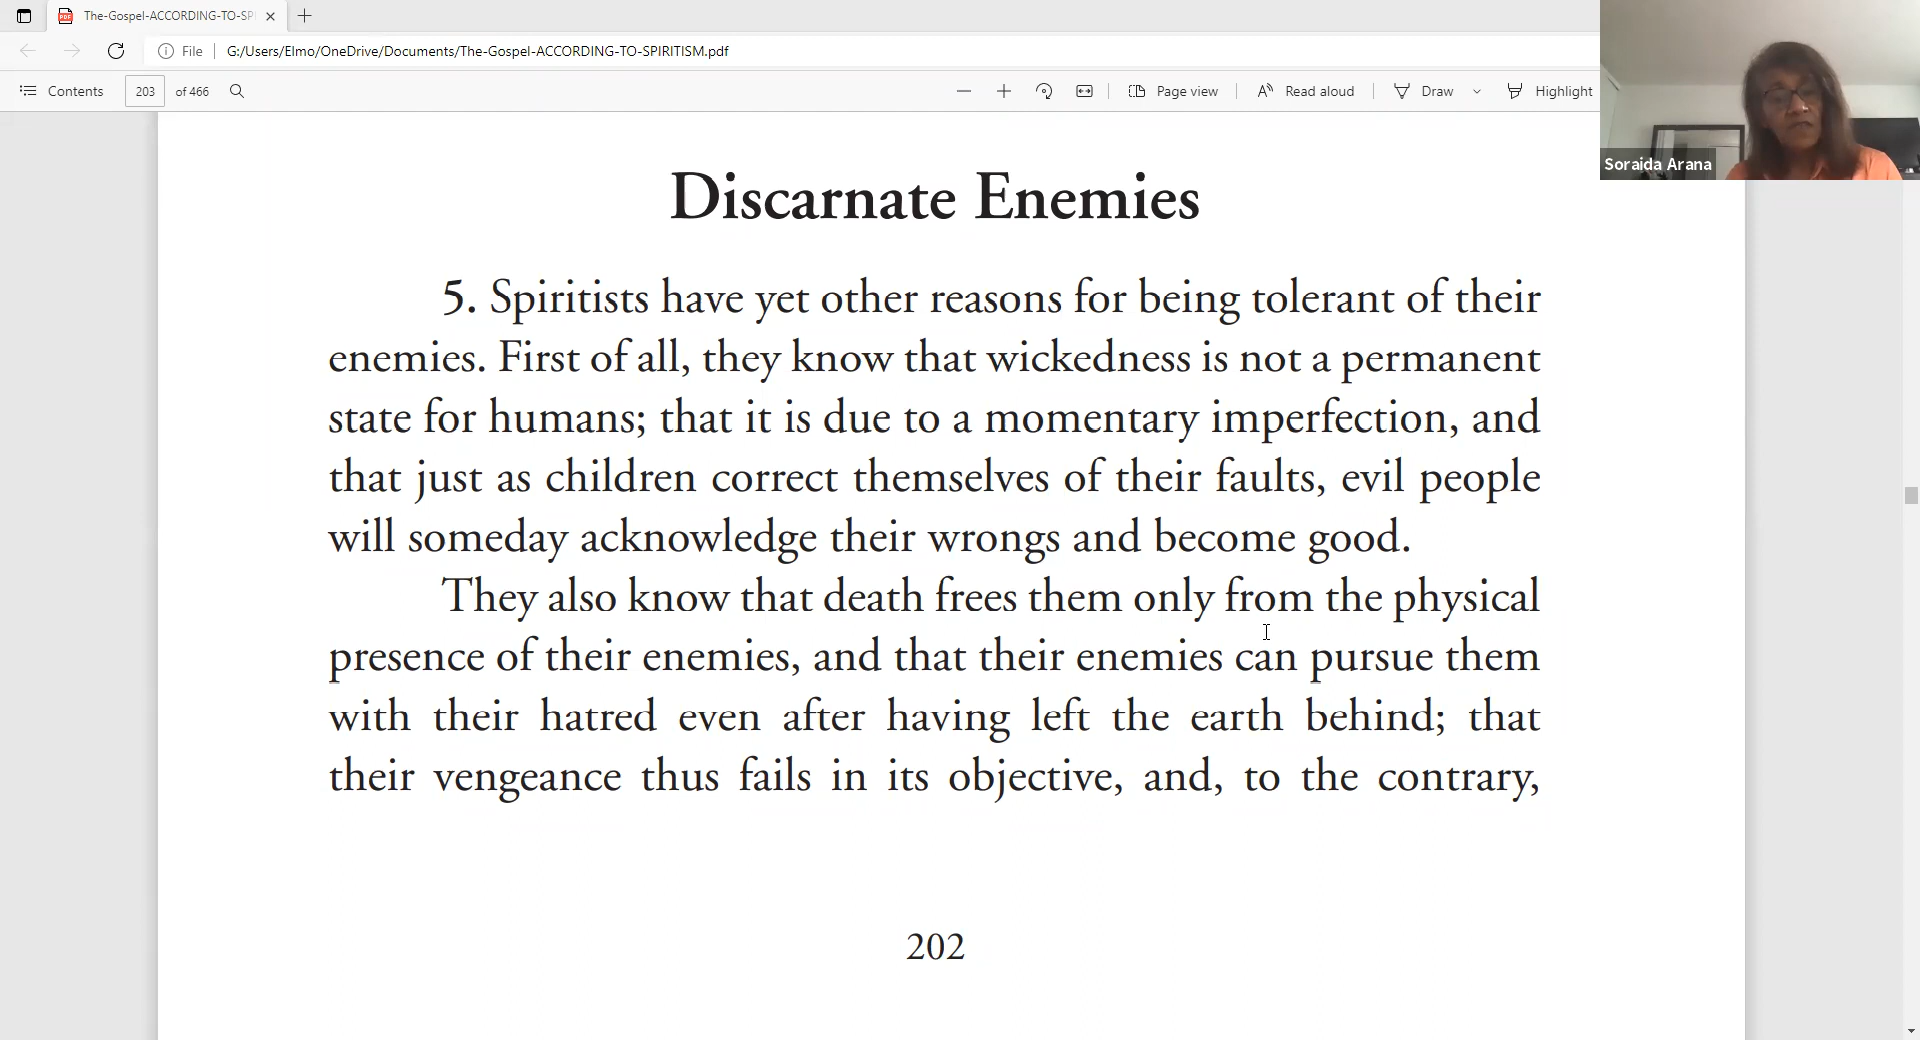 The-Gospel-ACCORDING-TO-SP
File
G:/Users/Elmo/OneDrive/Documents/The-Gospel-ACCORDING-TO-SPIRITISM.pdf
Contents
203 of 466
Page view
Read aloud
Draw
Highlight
Soraida Arana
Discarnate Enemies
5. Spiritists have yet other reasons for being tolerant of their
enemies. First of all, they know that wickedness is not a permanent
state for humans; that it is due to a momentary imperfection, and
that just as children correct themselves of their faults, evil people
will someday acknowledge their wrongs and become good.
They also know that death frees them only from the physical
presence of their enemies, and that their enemies can pursue them
with their hatred even after having left the earth behind; that
their vengeance thus fails in its objective, and, to the contrary,
202